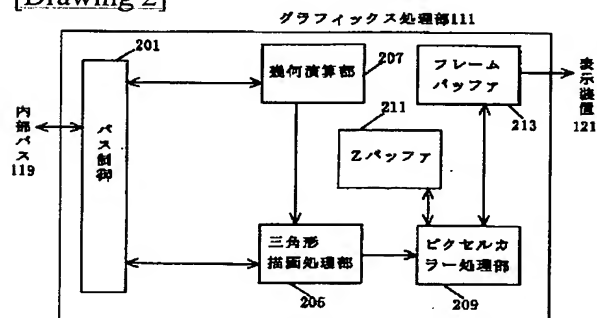 [Drawing 2]
グラフィックス処理部111
201
207
211
213
205
209
内部バス
119
バス制御
幾何演算部
フレーム
バッファ
表示装置
121
Zバッファ
三角形
描画処理部
ピクセルカ
ラー処理部